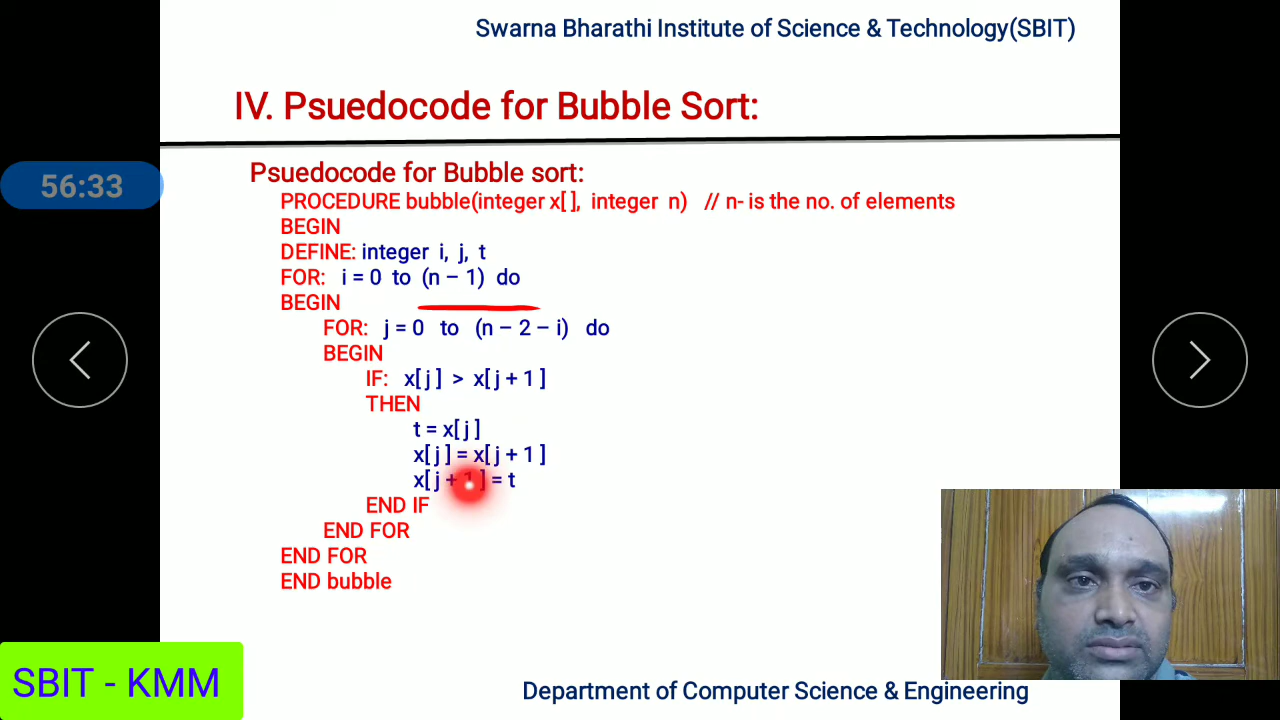 Swarna Bharathi Institute of Science & Technology(SBIT)
IV. Psuedocode for Bubble Sort:
Psuedocode for Bubble sort:
56:33
PROCEDURE bubble(integer x[ ], integer n) // n- is the no. of elements
BEGIN
DEFINE: integer i, j, t
FOR: i = 0 to (n – 1) do
BEGIN
FOR: j = 0 to (n – 2 – i) do
BEGIN
IF: x[ j ] > x[ j + 1 ]
THEN
t = x[ j ]
x[ j ] = x[ j + 1 ]
x[ j + 1 ] = t
END IF
END FOR
END FOR
END bubble
SBIT - KMM
Department of Computer Science & Engineering